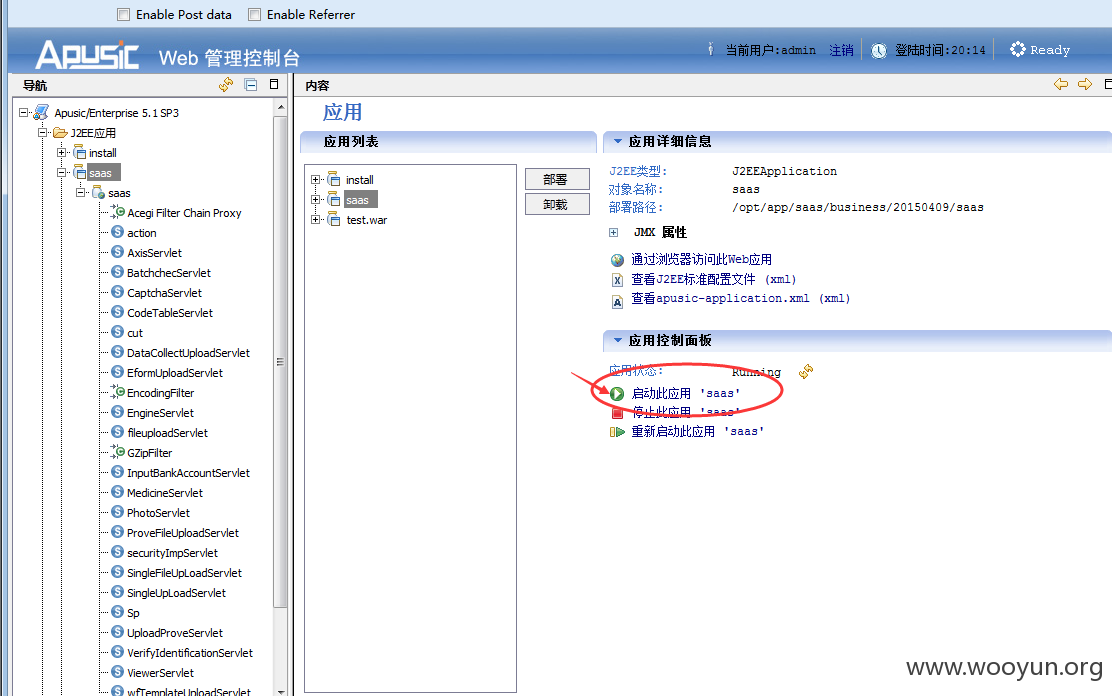 Enable Post data Enable Referrer
Apusic Web 管理控制台
当前用户:admin 注销 登陆时间:20:14 Ready
导航
Apusic/Enterprise 5.1 SP3
J2EE应用
install
saas
saas
Acegi Filter Chain Proxy
action
AxisServlet
BatchchecServlet
CaptchaServlet
CodeTableServlet
cut
DataCollectUploadServlet
EformUploadServlet
EncodingFilter
EngineServlet
fileuploadServlet
GZipFilter
InputBankAccountServlet
MedicineServlet
PhotoServlet
ProveFileUploadServlet
securityImpServlet
SingleFileUpLoadServlet
SingleUpLoadServlet
Sp
UploadProveServlet
VerifyIdentificationServlet
ViewerServlet
wfTemplateUploadServlet
内容
应用
应用列表
install
saas
test.war
部署
卸载
应用详细信息
J2EE类型: J2EEApplication
对象名称: saas
部署路径: /opt/app/saas/business/20150409/saas
JMX 属性
通过浏览器访问此Web应用
查看J2EE标准配置文件 (xml)
查看apusic-application.xml (xml)
应用控制面板
应用状态: Running
启动此应用 'saas'
停止此应用 'saas'
重新启动此应用 'saas'
www.wooyun.org